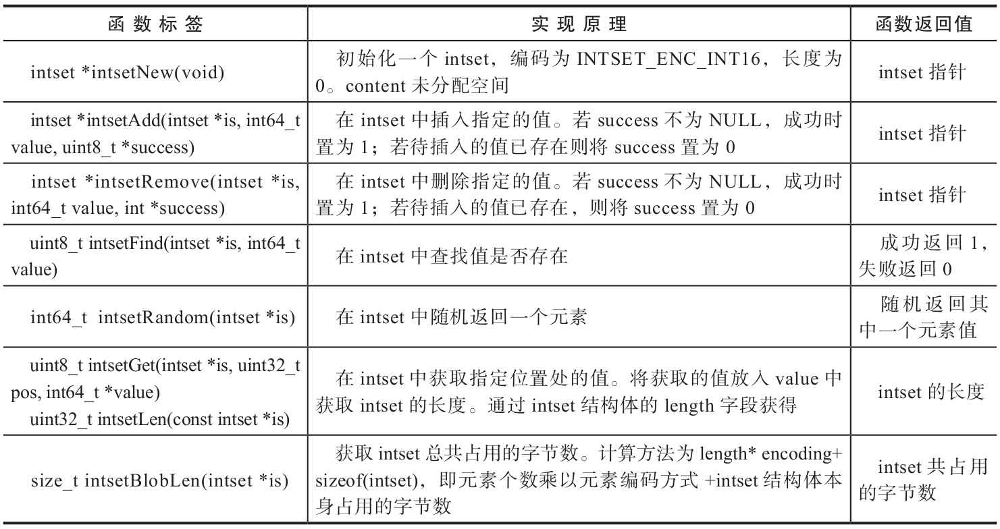 函数标签 实现原理 函数返回值
intset *intsetNew(void)
初始化一个 intset，编码为 INTSET_ENC_INT16，长度为
0。content 未分配空间
intset 指针
intset *intsetAdd(intset *is, int64_t
value, uint8_t *success)
在 intset 中插入指定的值。若 success 不为 NULL，成功时
置为 1；若待插入的值已存在则将 success 置为 0
intset 指针
intset *intsetRemove(intset *is,
int64_t value, int *success)
在 intset 中删除指定的值。若 success 不为 NULL，成功时
置为 1；若待插入的值已存在，则将 success 置为 0
intset 指针
uint8_t intsetFind(intset *is, int64_t
value)
在 intset 中查找值是否存在
成功返回 1，
失败返回 0
int64_t intsetRandom(intset *is)
在 intset 中随机返回一个元素
随机返回其
中一个元素值
uint8_t intsetGet(intset *is, uint32_t
pos, int64_t *value)
uint32_t intsetLen(const intset *is)
在 intset 中获取指定位置处的值。将获取的值放入 value 中
获取 intset 的长度。通过 intset 结构体的 length 字段获得
intset 的长度
size_t intsetBlobLen(intset *is)
获取 intset 总共占用的字节数。计算方法为 length* encoding+
sizeof(intset)，即元素个数乘以元素编码方式 +intset 结构体本
身占用的字节数
intset 共占用
的字节数